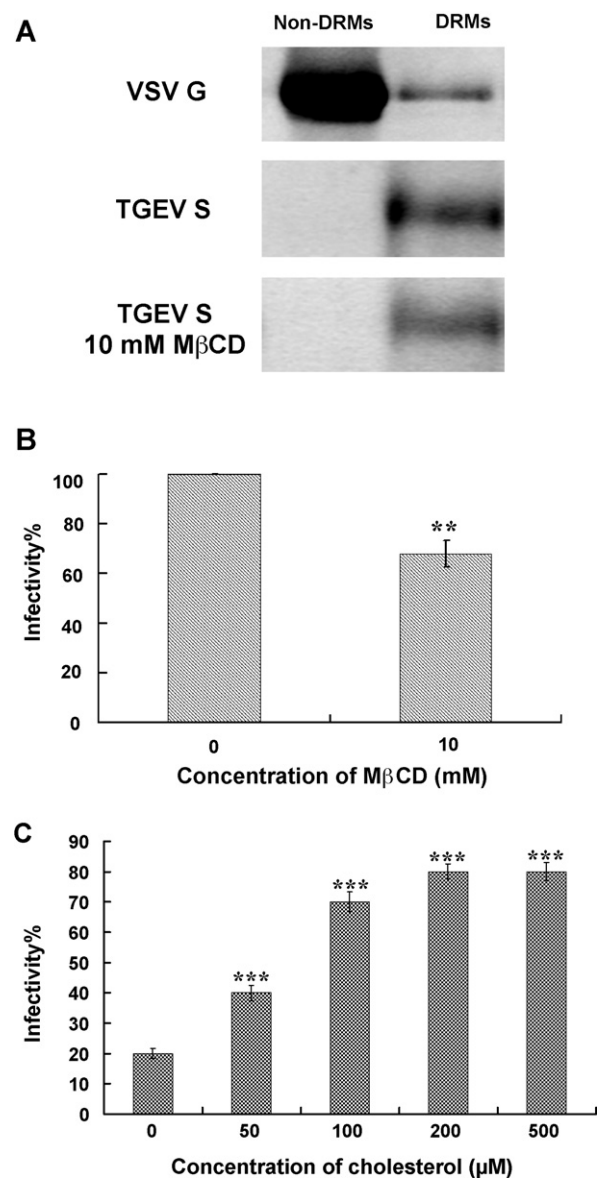 A
Non-DRMs DRMs
VSV G
TGEV S
TGEV S
10 mM MβCD
B
Infectivity%
100
80
60
40
20
0
**
0 10
Concentration of MβCD (mM)
C
Infectivity%
90
80
70
60
50
40
30
20
10
0
*** *** *** ***
0 50 100 200 500
Concentration of cholesterol (µM)